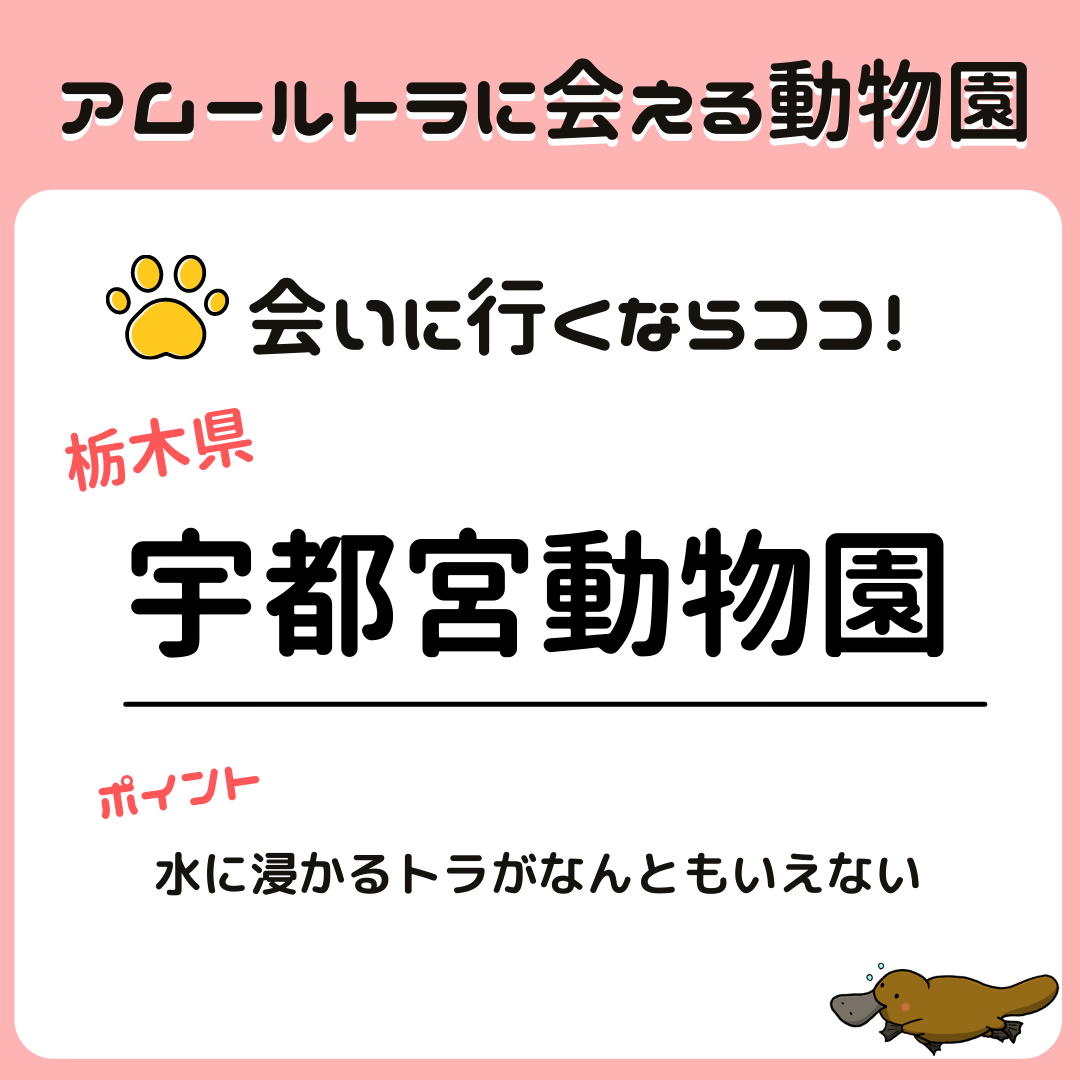 アムールトラに会える動物園
会いに行くならココ!
栃木県
宇都宮動物園
ポイント
水に浸かるトラがなんともいえない